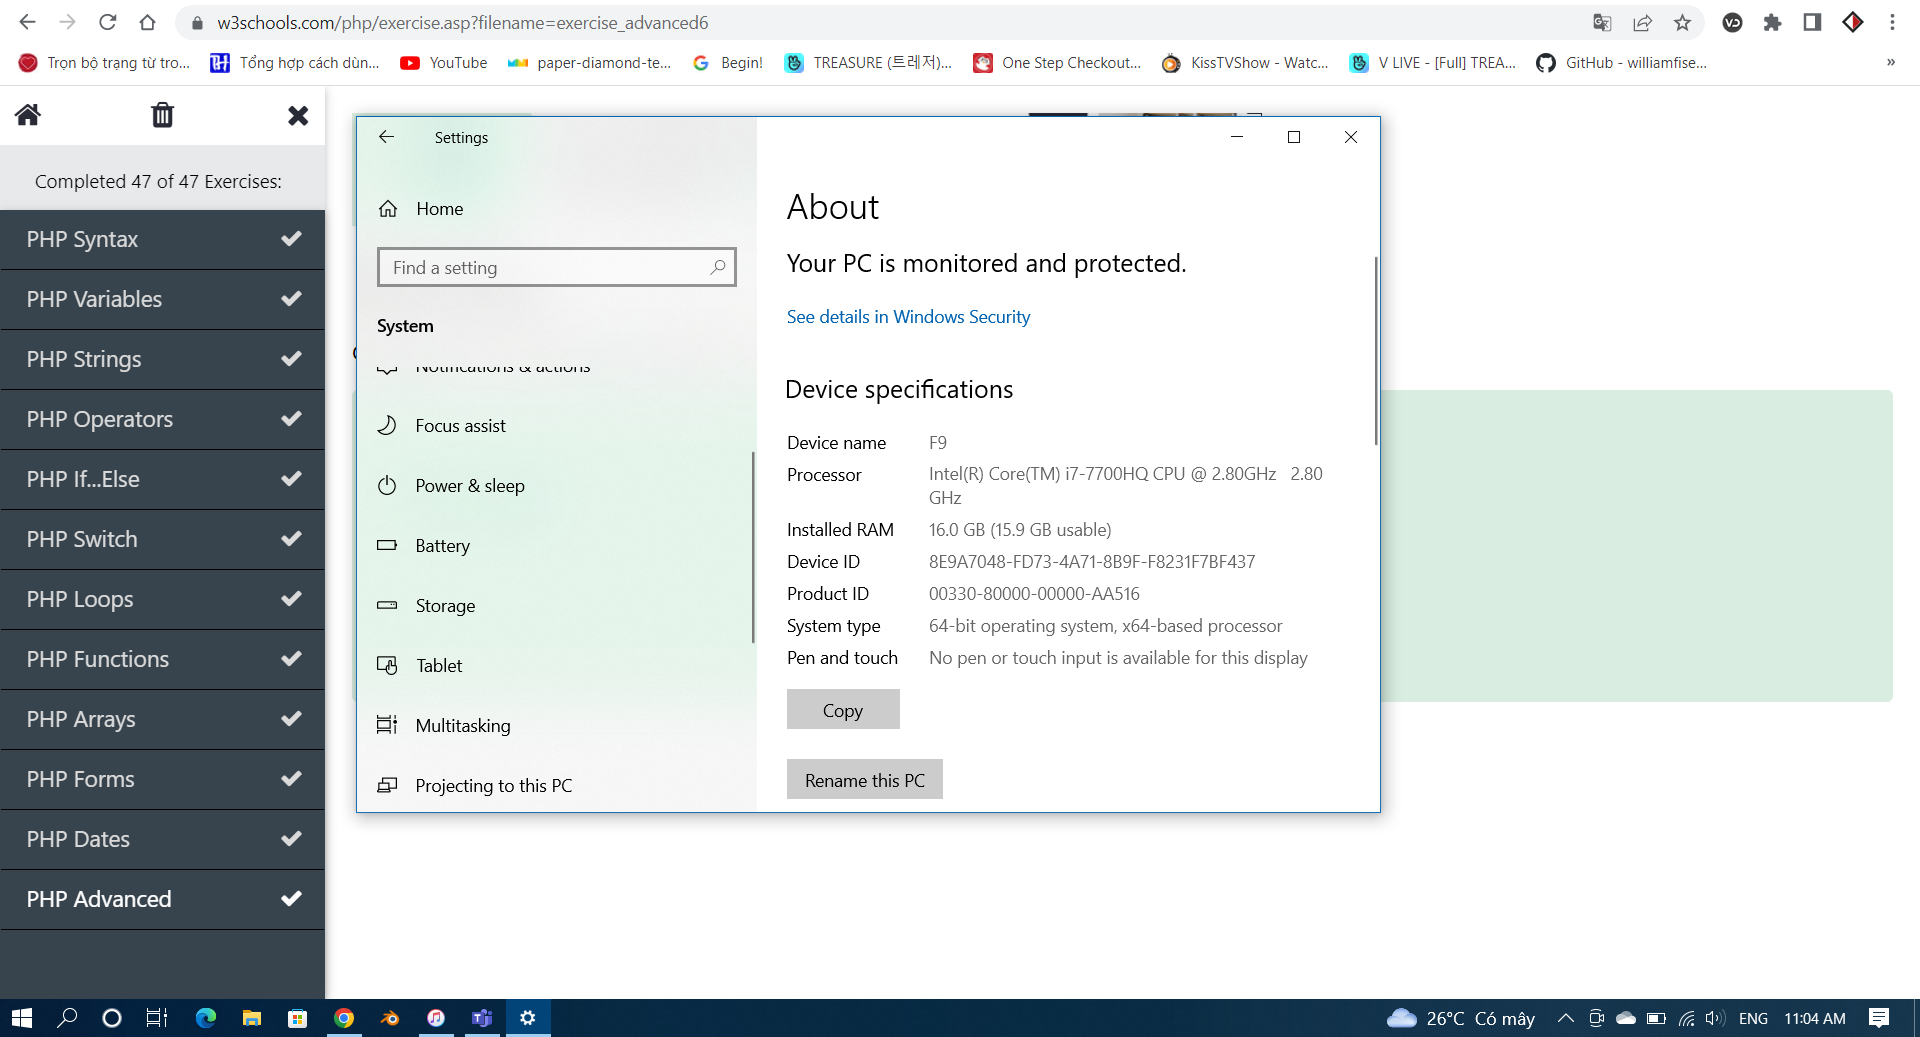 w3schools.com/php/exercise.asp?filename=exercise_advanced6
Trọn bộ trạng từ tro...
Tổng hợp cách dùn...
YouTube
paper-diamond-te...
Begin!
TREASURE (트레저)...
One Step Checkout...
KissTVShow - Watc...
V LIVE - [Full] TREA...
GitHub - williamfise...
»
Completed 47 of 47 Exercises:
PHP Syntax
PHP Variables
PHP Strings
PHP Operators
PHP If...Else
PHP Switch
PHP Loops
PHP Functions
PHP Arrays
PHP Forms
PHP Dates
PHP Advanced
Settings
Home
Find a setting
System
Notifications & actions
Focus assist
Power & sleep
Battery
Storage
Tablet
Multitasking
Projecting to this PC
About
Your PC is monitored and protected.
See details in Windows Security
Device specifications
Device name F9
Processor Intel(R) Core(TM) i7-7700HQ CPU @ 2.80GHz 2.80
GHz
Installed RAM 16.0 GB (15.9 GB usable)
Device ID 8E9A7048-FD73-4A71-8B9F-F8231F7BF437
Product ID 00330-80000-00000-AA516
System type 64-bit operating system, x64-based processor
Pen and touch No pen or touch input is available for this display
Copy
Rename this PC
26°C Có mây
ENG
11:04 AM